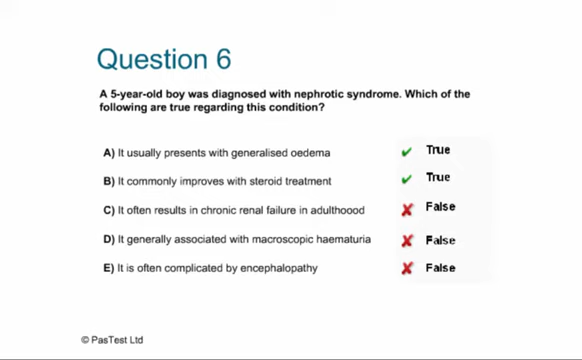 Question 6
A 5-year-old boy was diagnosed with nephrotic syndrome. Which of the
following are true regarding this condition?
A) It usually presents with generalised oedema True
B) It commonly improves with steroid treatment True
C) It often results in chronic renal failure in adulthoood False
D) It generally associated with macroscopic haematuria False
E) It is often complicated by encephalopathy False
© PasTest Ltd